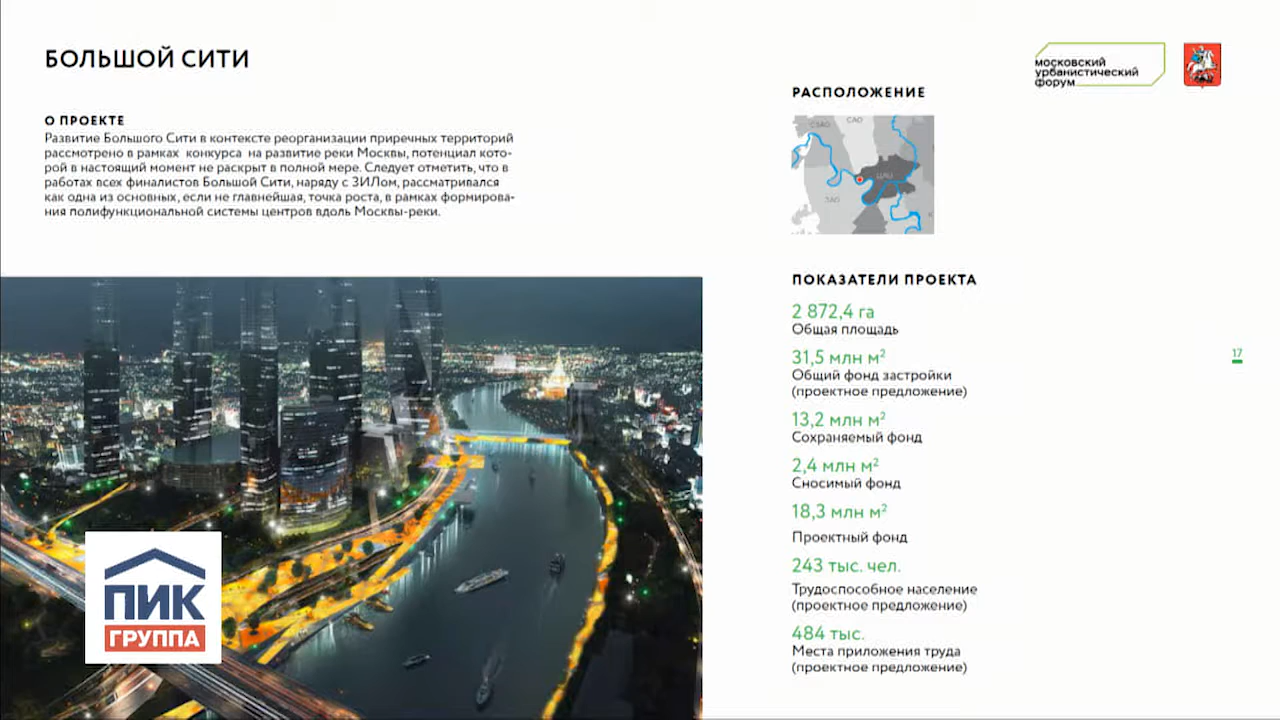 БОЛЬШОЙ СИТИ
О ПРОЕКТЕ
Развитие Большого Сити в контексте реорганизации приречных территорий
рассмотрено в рамках конкурса на развитие реки Москвы, потенциал кото-
рой в настоящий момент не раскрыт в полной мере. Следует отметить, что в
работах всех финалистов Большой Сити, наряду с ЗИЛом, рассматривался
как одна из основных, если не главнейшая, точка роста, в рамках формирова-
ния полифункциональной системы центров вдоль Москвы-реки.
ПИК
ГРУППА
московский
урбанистический
форум
РАСПОЛОЖЕНИЕ
СЗАО
САО
ЦАО
ЗАО
ПОКАЗАТЕЛИ ПРОЕКТА
2 872,4 га
Общая площадь
31,5 млн м²
Общий фонд застройки
(проектное предложение)
13,2 млн м²
Сохраняемый фонд
2,4 млн м²
Сносимый фонд
18,3 млн м²
Проектный фонд
243 тыс. чел.
Трудоспособное население
(проектное предложение)
484 тыс.
Места приложения труда
(проектное предложение)
17